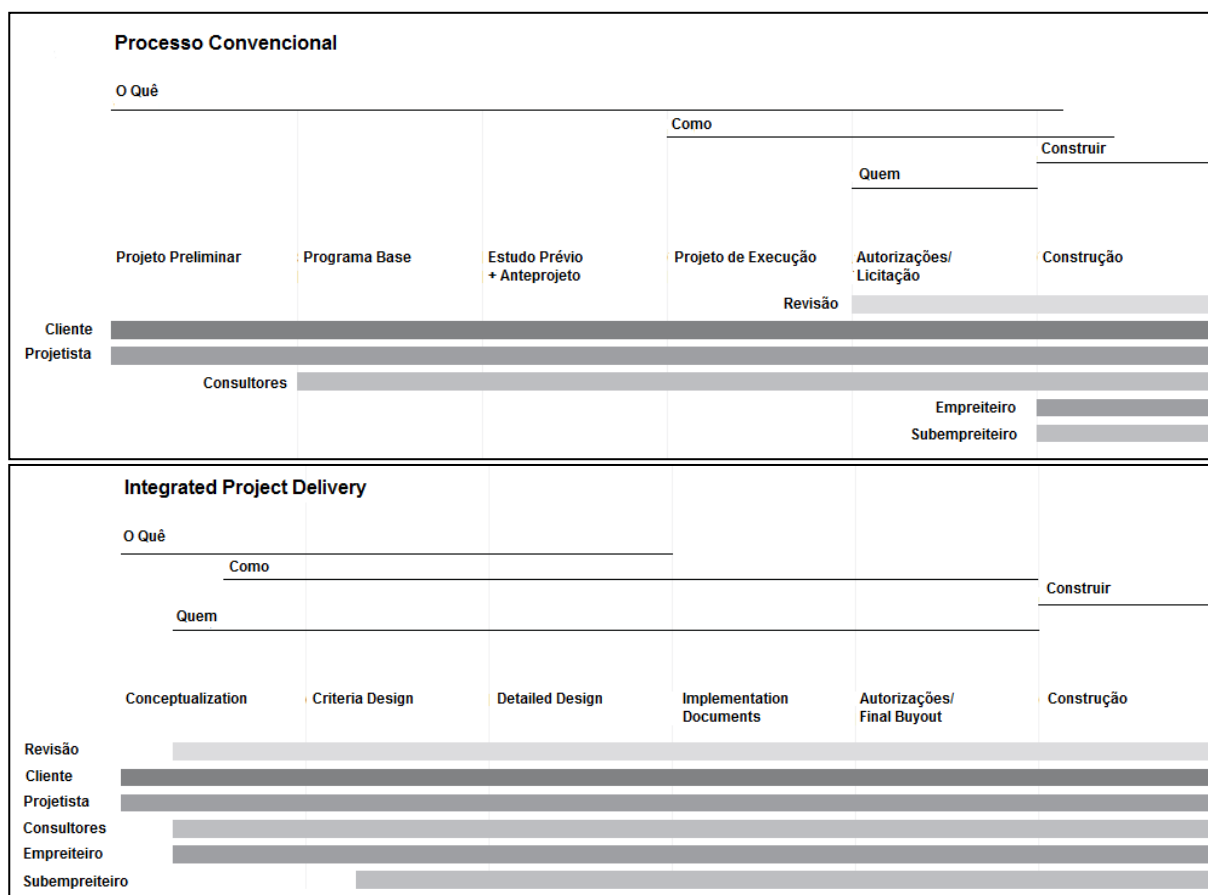 Processo Convencional
O Quê
Como
Construir
Quem
Projeto Preliminar
Programa Base
Estudo Prévio
+ Anteprojeto
Projeto de Execução
Autorizações/
Licitação
Construção
Revisão
Cliente
Projetista
Consultores
Empreiteiro
Subempreiteiro
Integrated Project Delivery
O Quê
Como
Construir
Quem
Conceptualization
Criteria Design
Detailed Design
Implementation
Documents
Autorizações/
Final Buyout
Construção
Revisão
Cliente
Projetista
Consultores
Empreiteiro
Subempreiteiro